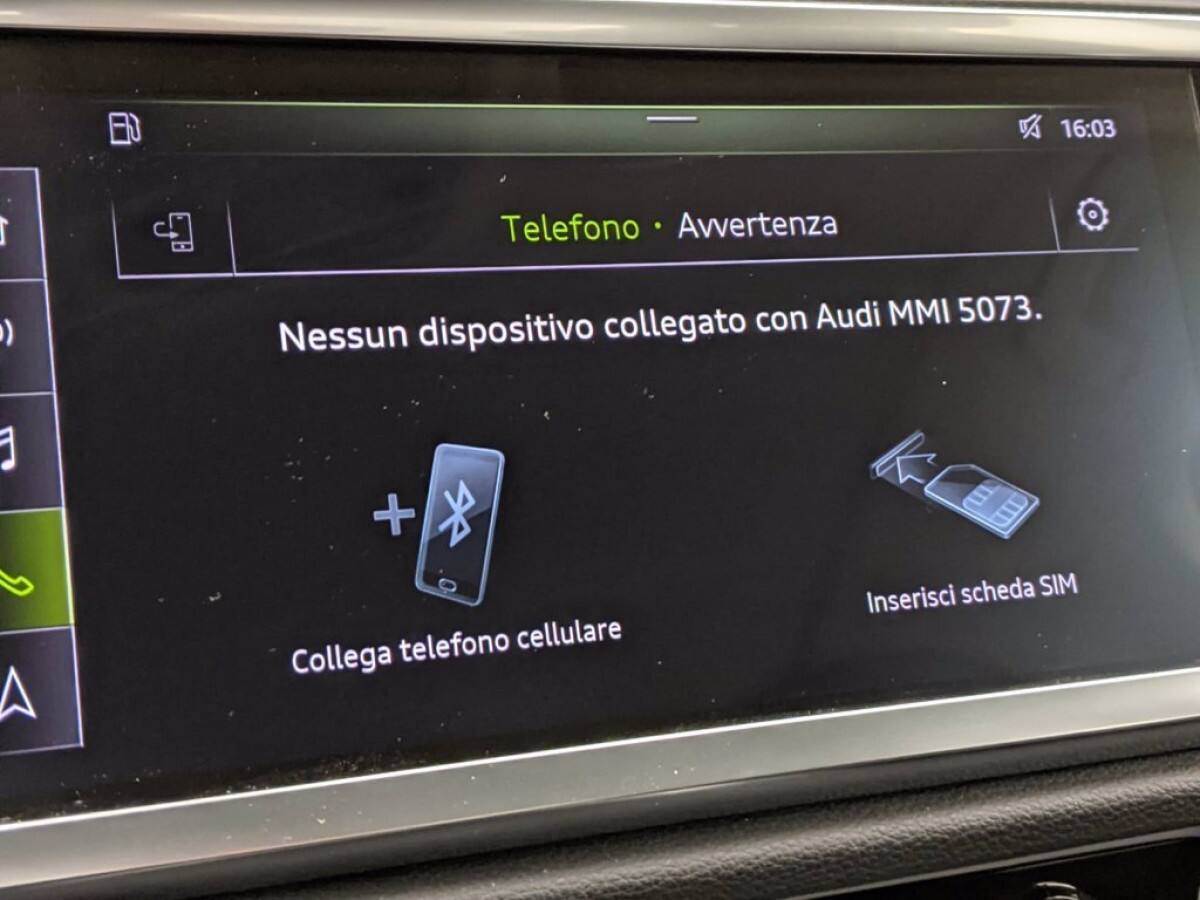 16:03
Telefono · Avvertenza
Nessun dispositivo collegato con Audi MMI 5073.
Collega telefono cellulare
Inserisci scheda SIM